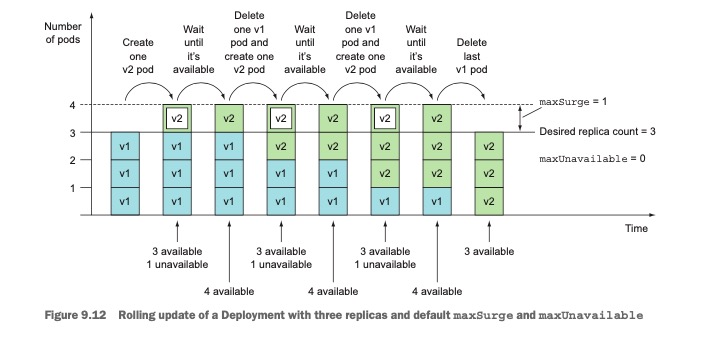 Number
of pods
Create
one
v2 pod
Wait
until
it's
available
Delete
one v1
pod and
create one
v2 pod
Wait
until
it's
available
Delete
one v1
pod and
create one
v2 pod
Wait
until
it's
available
Delete
last
v1 pod
4
3
2
1
v1
v1
v1
v2
v1
v1
v1
v2
v1
v1
v1
v2
v2
v1
v1
v2
v2
v1
v1
v2
v2
v2
v1
v2
v2
v2
v1
v2
v2
v2
maxSurge = 1
Desired replica count = 3
maxUnavailable = 0
Time
3 available
1 unavailable
4 available
3 available
1 unavailable
4 available
3 available
1 unavailable
4 available
3 available
Figure 9.12 Rolling update of a Deployment with three replicas and default maxSurge and maxUnavailable